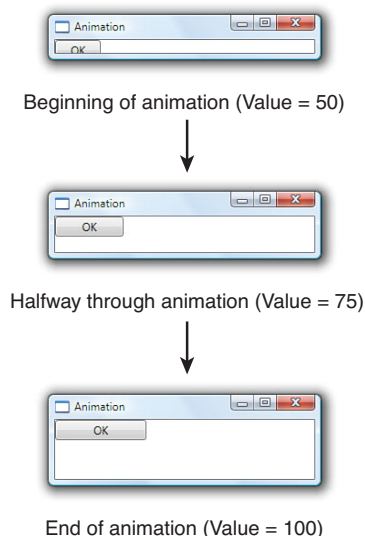 Animation
OK
Beginning of animation (Value = 50)
Animation
OK
Halfway through animation (Value = 75)
Animation
OK
End of animation (Value = 100)